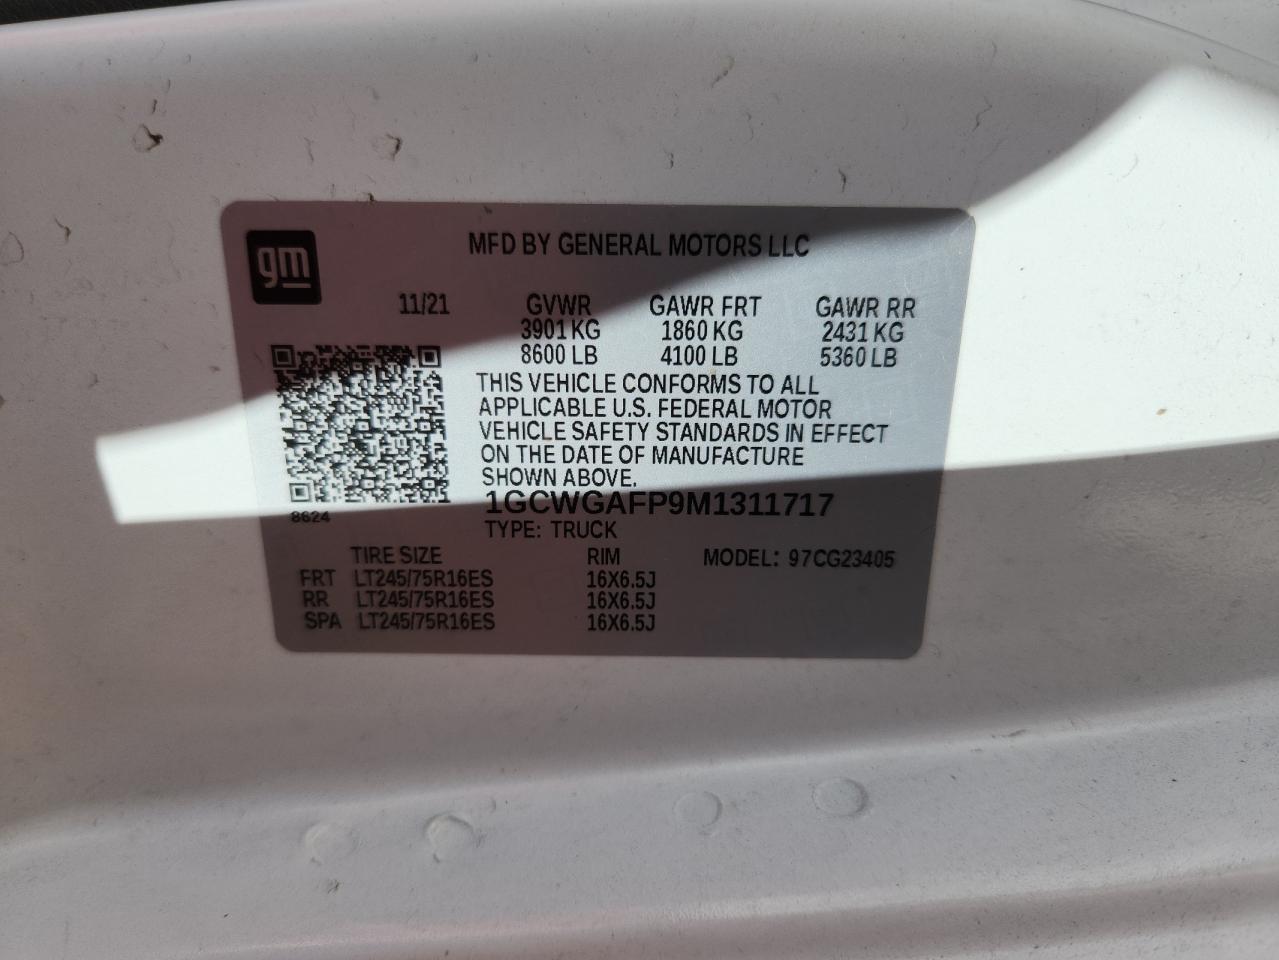 gm
MFD BY GENERAL MOTORS LLC
11/21 GVWR GAWR FRT GAWR RR
3901 KG 1860 KG 2431 KG
8600 LB 4100 LB 5360 LB
THIS VEHICLE CONFORMS TO ALL
APPLICABLE U.S. FEDERAL MOTOR
VEHICLE SAFETY STANDARDS IN EFFECT
ON THE DATE OF MANUFACTURE
SHOWN ABOVE.
1GCWGAFP9M1311717
8624
TYPE: TRUCK
TIRE SIZE RIM MODEL: 97CG23405
FRT LT245/75R16ES 16X6.5J
RR LT245/75R16ES 16X6.5J
SPA LT245/75R16ES 16X6.5J